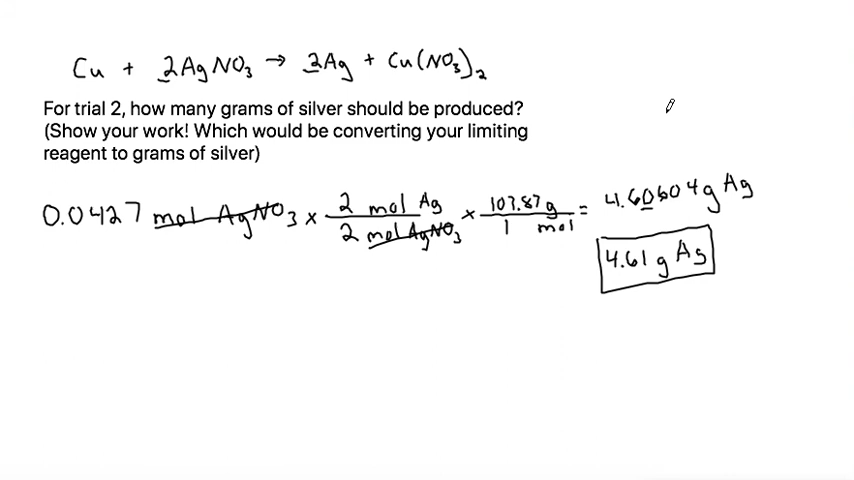 Cu + 2AgNO₃ → 2Ag + Cu(NO₃)₂
For trial 2, how many grams of silver should be produced?
(Show your work! Which would be converting your limiting
reagent to grams of silver)
0.0427 mol AgNO₃ × 2 mol Ag / 2 mol AgNO₃ × 107.87 g / 1 mol = 4.60604 g Ag
4.61 g Ag